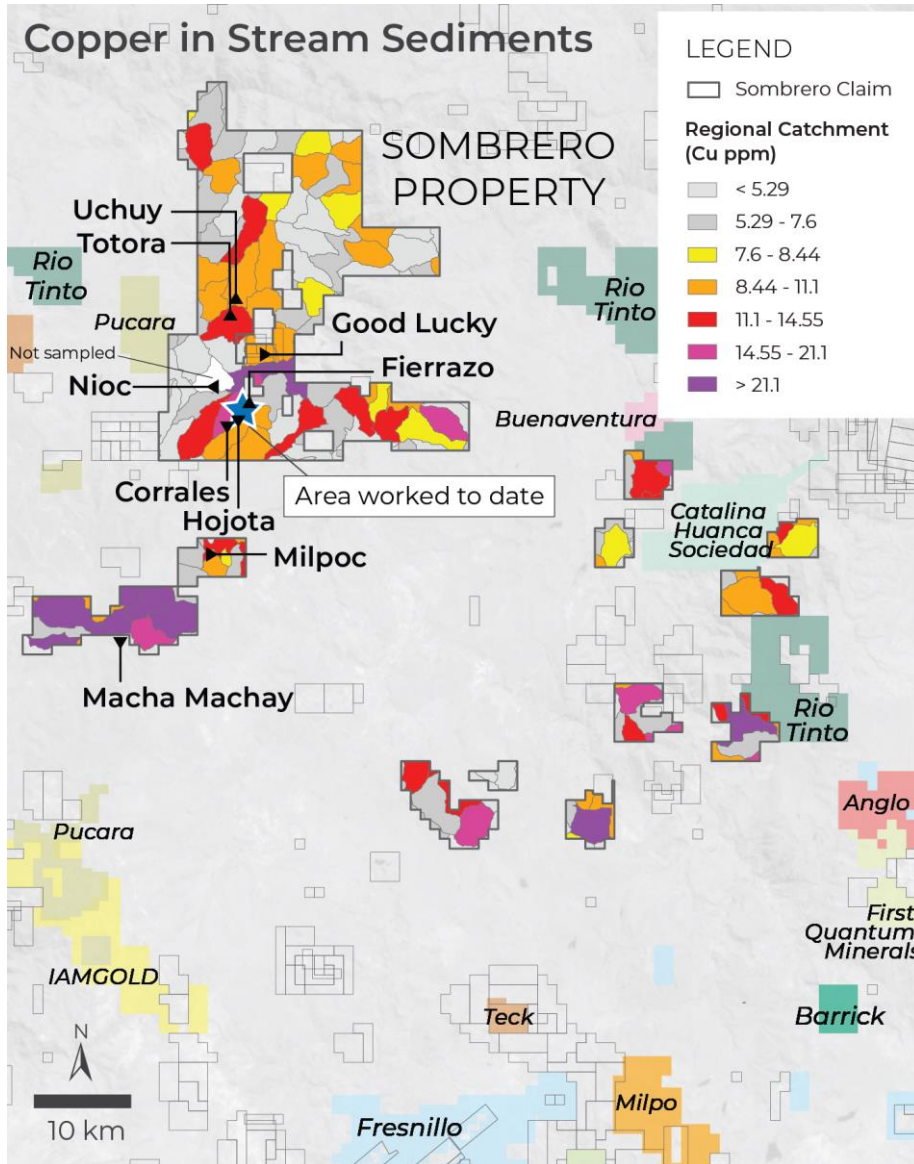 Copper in Stream Sediments
LEGEND
Sombrero Claim
Regional Catchment
(Cu ppm)
< 5.29
5.29 - 7.6
7.6 - 8.44
8.44 - 11.1
11.1 - 14.55
14.55 - 21.1
> 21.1
SOMBRERO
PROPERTY
Uchuy
Totora
Rio
Tinto
Pucara
Rio
Tinto
Good Lucky
Not sampled
Fierrazo
Nioc
Buenaventura
Corrales
Area worked to date
Hojota
Catalina
Huanca
Sociedad
Milpoc
Macha Machay
Rio
Tinto
Pucara
Anglo
First
Quantum
Minerals
IAMGOLD
Teck
Barrick
N
10 km
Fresnillo
Milpo